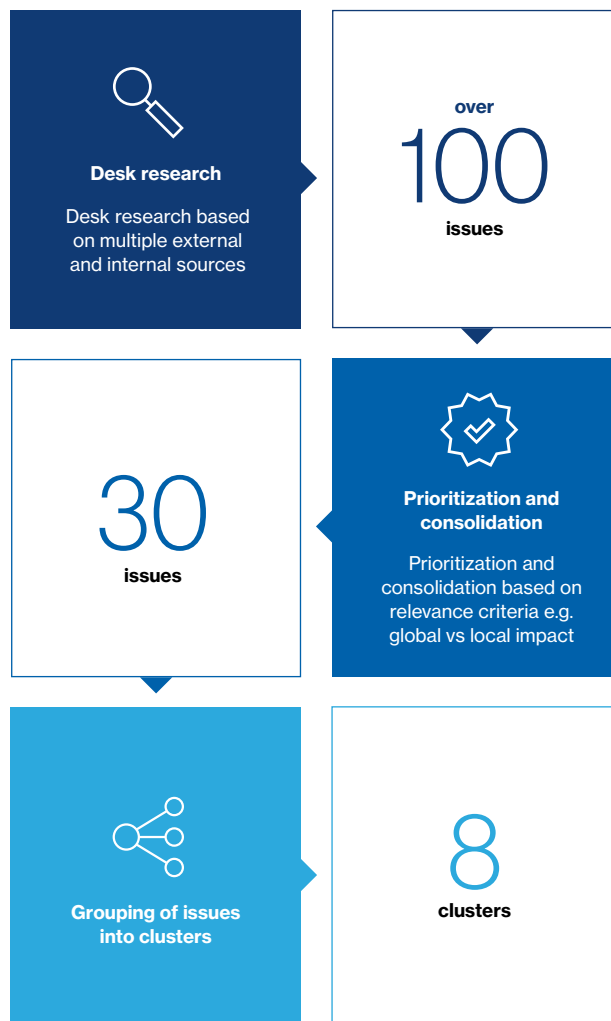 Desk research
Desk research based
on multiple external
and internal sources
over
100
issues
Prioritization and
consolidation
Prioritization and
consolidation based on
relevance criteria e.g.
global vs local impact
30
issues
Grouping of issues
into clusters
8
clusters